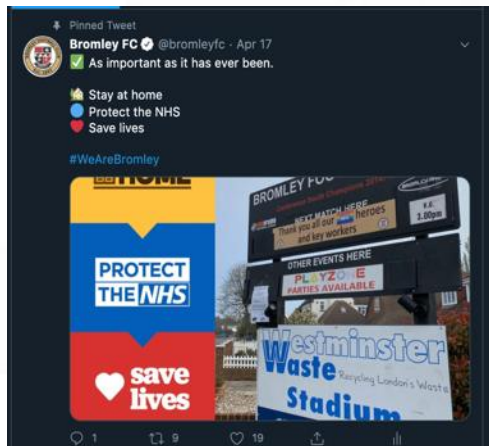 Pinned Tweet
Bromley FC @bromleyfc · Apr 17
As important as it has ever been.
Stay at home
Protect the NHS
Save lives
#WeAreBromley
HOME
PROTECT
THE NHS
save
lives
BROMLEY FOO
NEXT MATCH HERE
Thank you all our heroes
and key workers
K.O.
3.00pm
OTHER EVENTS HERE
PLAYZONE
PARTIES AVAILABLE
Westminster
Waste Recycling London's Waste
Stadium
1 9 19